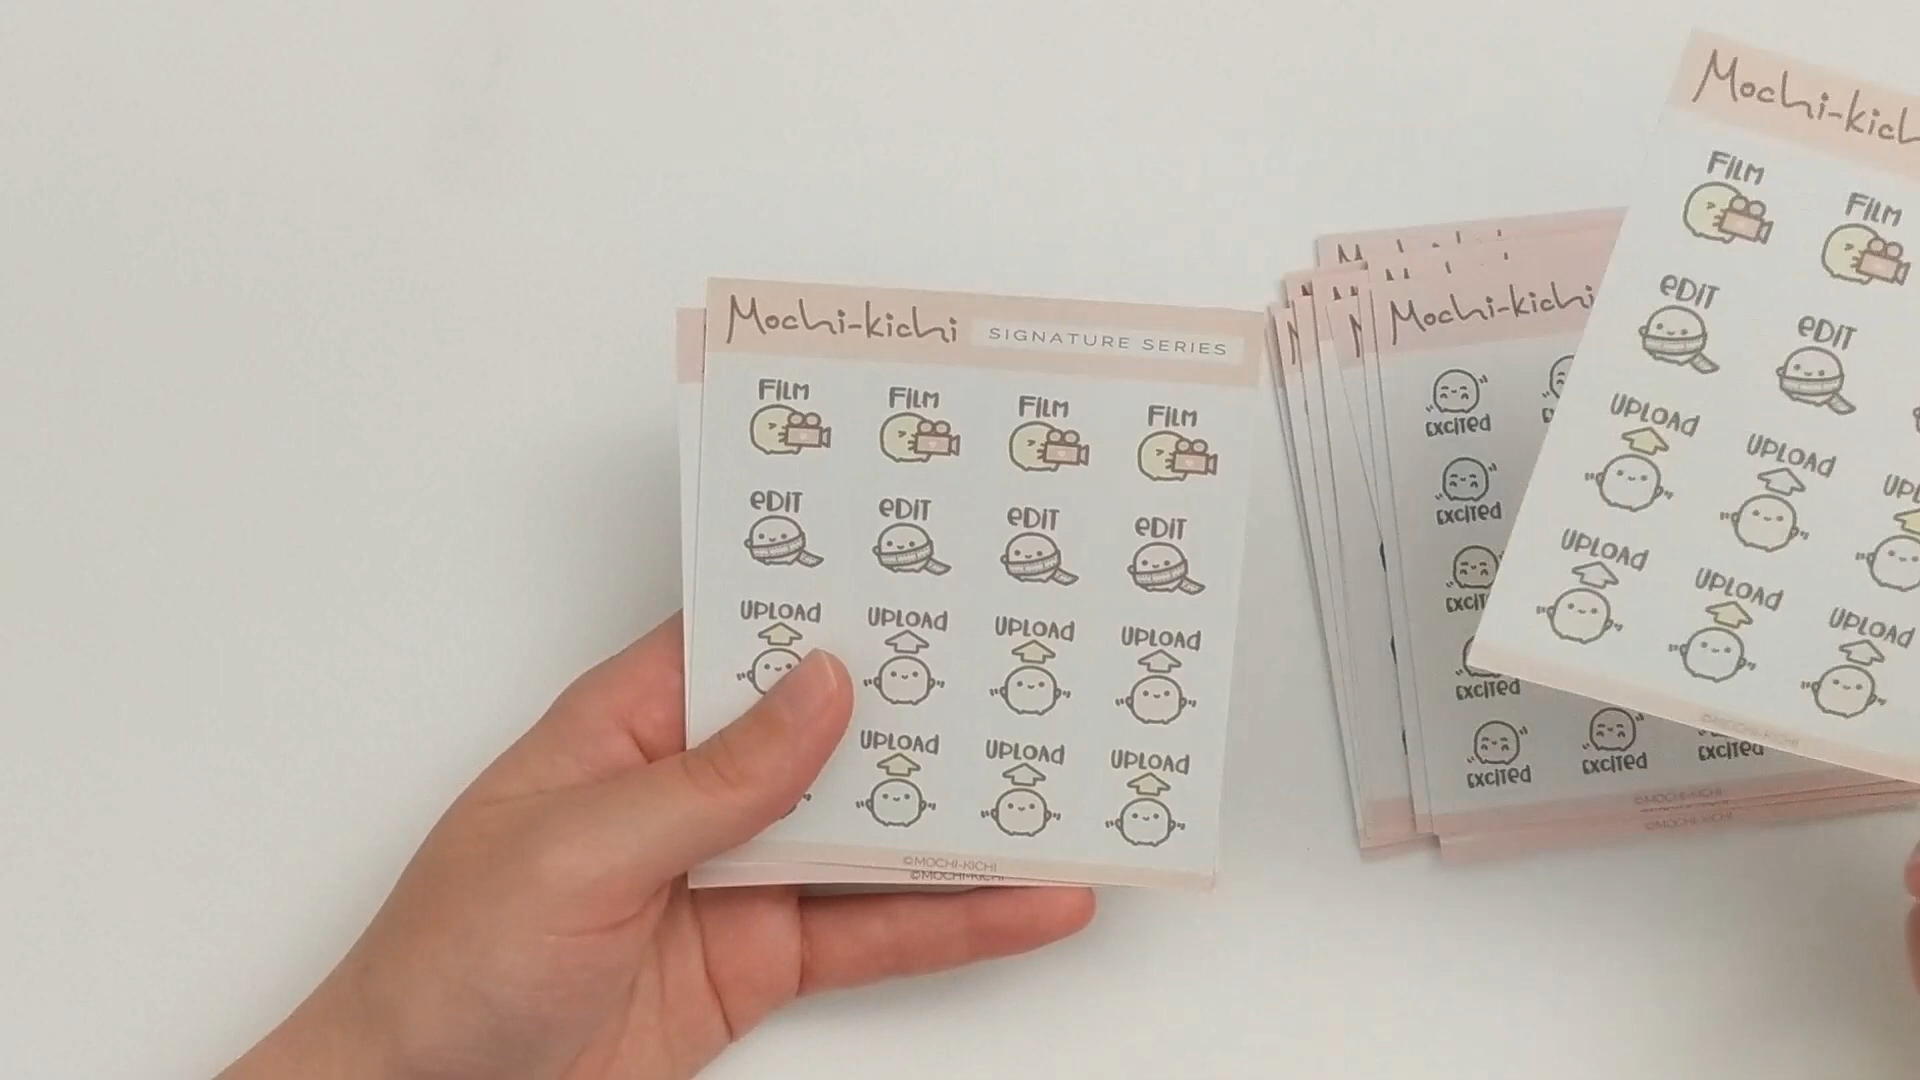 Mochi-kichi SIGNATURE SERIES
FILM FILM FILM FILM
EDIT EDIT EDIT EDIT
UPLOAD UPLOAD UPLOAD UPLOAD
UPLOAD UPLOAD UPLOAD
©MOCHI-KICHI
©MOCHI-KICHI
Mochi-kichi
Excited
Excited
Excited
Excited Excited Excited
©MOCHI-KICHI
©MOCHI-KICHI
Mochi-kich
FILM FILM
EDIT EDIT
UPLOAD UPLOAD
UPLOAD UPLOAD UPLOAD
©MOCHI-KICHI